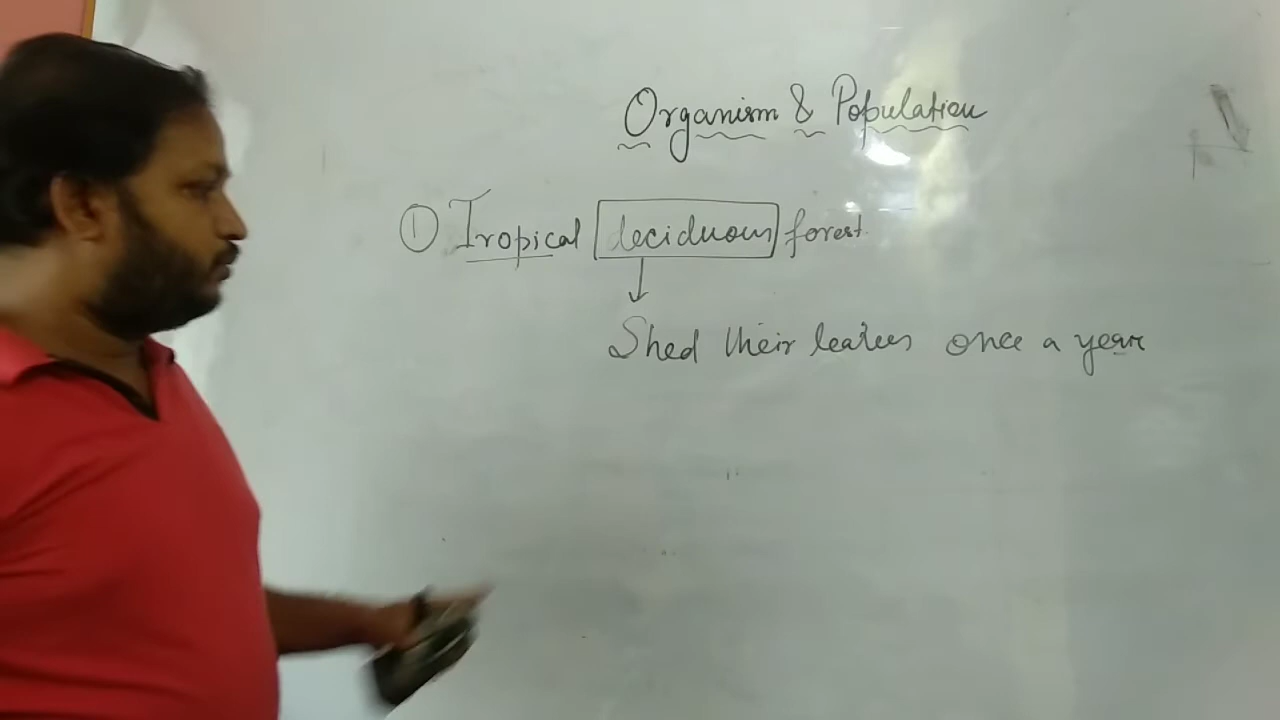 Organism & Population
① Tropical deciduous forest.
Shed their leaves once a year